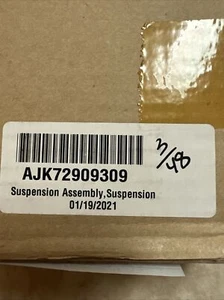 3/48
AJK72909309
Suspension Assembly,Suspension
01/19/2021